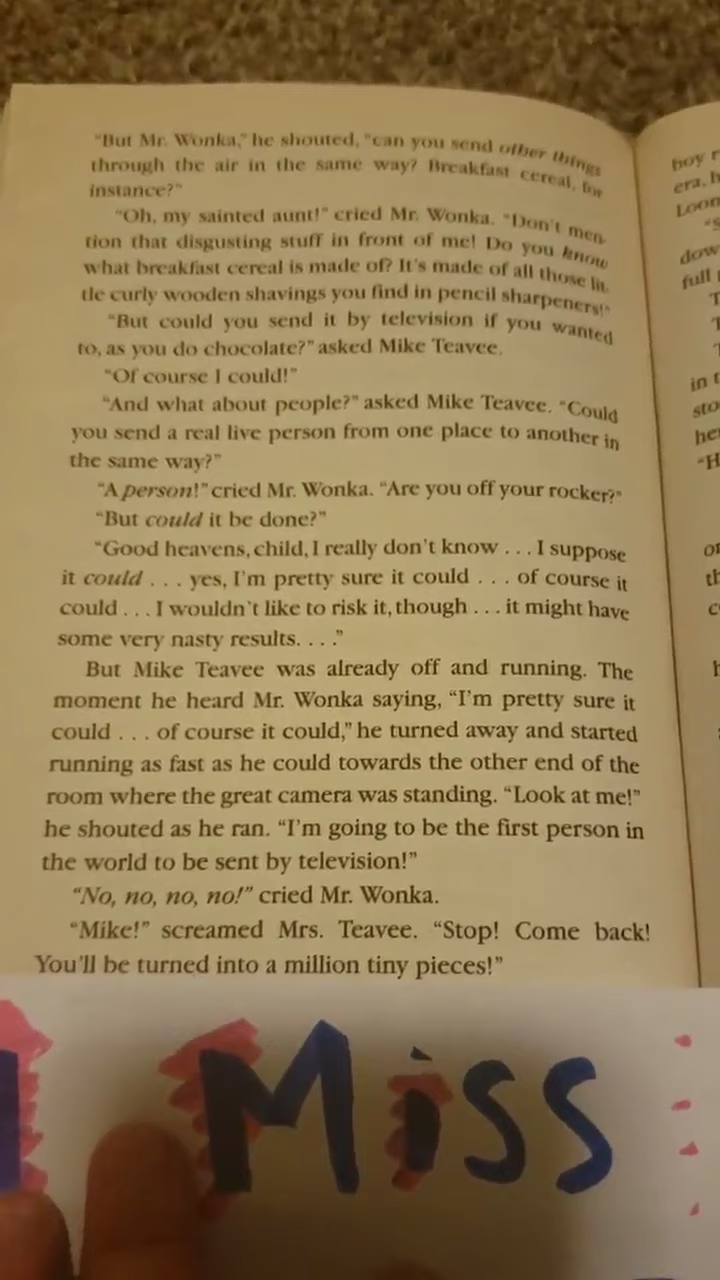 "But Mr. Wonka," he shouted, "can you send other things
through the air in the same way? Breakfast cereal, for
instance?"
"Oh, my sainted aunt!" cried Mr. Wonka. "Don't men-
tion that disgusting stuff in front of me! Do you know
what breakfast cereal is made of? It's made of all those lit-
tle curly wooden shavings you find in pencil sharpeners!"
"But could you send it by television if you wanted
to, as you do chocolate?" asked Mike Teavee.
"Of course I could!"
"And what about people?" asked Mike Teavee. "Could
you send a real live person from one place to another in
the same way?"
"A person!" cried Mr. Wonka. "Are you off your rocker?"
"But could it be done?"
"Good heavens, child, I really don't know . . . I suppose
it could . . . yes, I'm pretty sure it could . . . of course it
could . . . I wouldn't like to risk it, though . . . it might have
some very nasty results. . . ."
But Mike Teavee was already off and running. The
moment he heard Mr. Wonka saying, "I'm pretty sure it
could . . . of course it could," he turned away and started
running as fast as he could towards the other end of the
room where the great camera was standing. "Look at me!"
he shouted as he ran. "I'm going to be the first person in
the world to be sent by television!"
"No, no, no, no!" cried Mr. Wonka.
"Mike!" screamed Mrs. Teavee. "Stop! Come back!
You'll be turned into a million tiny pieces!"
Miss